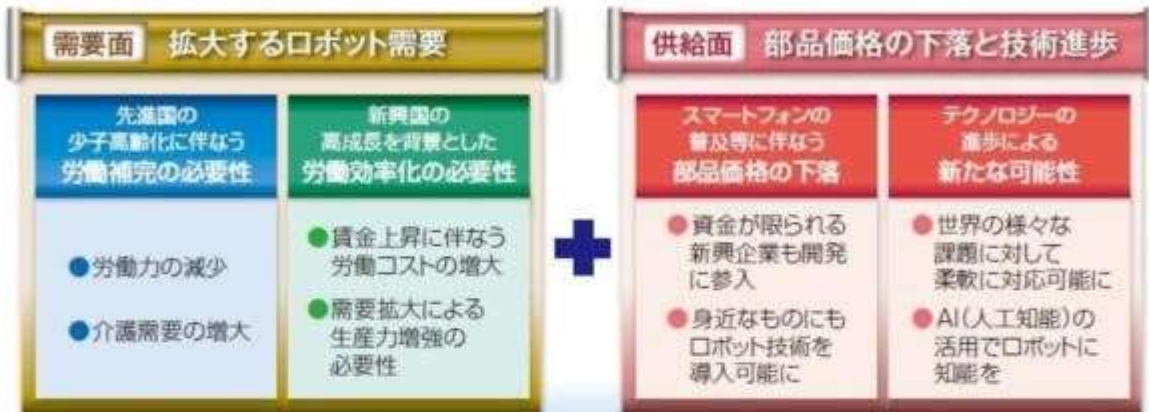 需要面 拡大するロボット需要
先進国の
少子高齢化に伴なう
労働補完の必要性
●労働力の減少
●介護需要の増大
新興国の
高成長を背景とした
労働効率化の必要性
●賃金上昇に伴なう
労働コストの増大
●需要拡大による
生産力増強の
必要性
供給面 部品価格の下落と技術進歩
スマートフォンの
普及等に伴なう
部品価格の下落
●資金が限られる
新興企業も開発
に参入
●身近なものにも
ロボット技術を
導入可能に
テクノロジーの
進歩による
新たな可能性
●世界の様々な
課題に対して
柔軟に対応可能に
●AI(人工知能)の
活用でロボットに
知能を